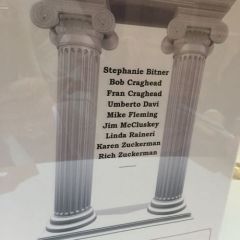 Stephanie Bitner
Bob Craghead
Fran Craghead
Umberto Davi
Mike Fleming
Jim McCluskey
Linda Raineri
Karen Zuckerman
Rich Zuckerman